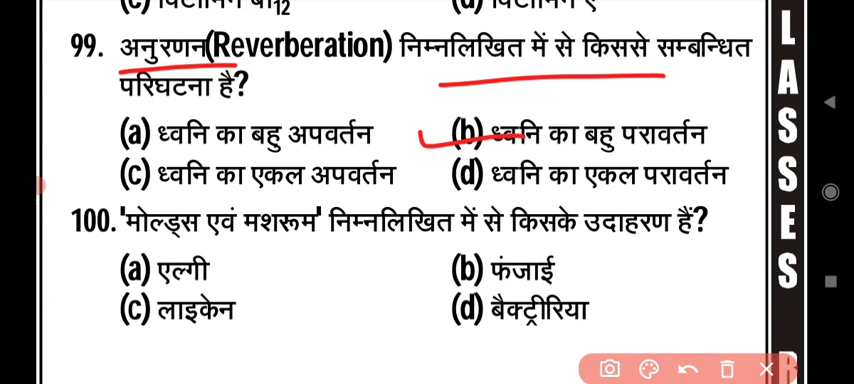 99. अनुरणन(Reverberation) निम्नलिखित में से किससे सम्बन्धित
परिघटना है?
(a) ध्वनि का बहु अपवर्तन (b) ध्वनि का बहु परावर्तन
(c) ध्वनि का एकल अपवर्तन (d) ध्वनि का एकल परावर्तन
100. 'मोल्ड्स एवं मशरूम' निम्नलिखित में से किसके उदाहरण हैं?
(a) एल्गी (b) फंजाई
(c) लाइकेन (d) बैक्ट्रीरिया
LASSES